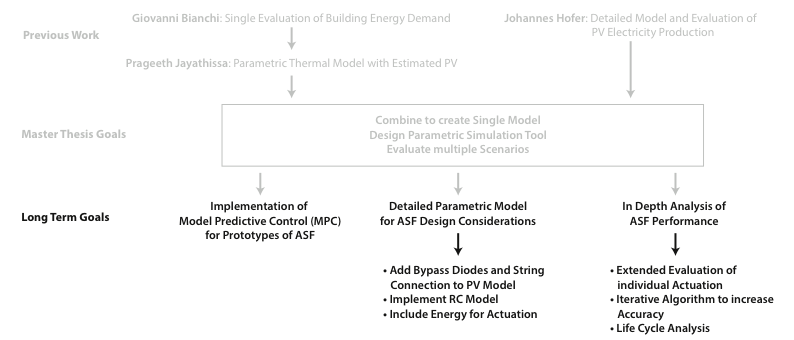 Giovanni Bianchi: Single Evaluation of Building Energy Demand
Johannes Hofer: Detailed Model and Evaluation of
PV Electricity Production
Previous Work
Prageeth Jayathissa: Parametric Thermal Model with Estimated PV
Master Thesis Goals
Combine to create Single Model
Design Parametric Simulation Tool
Evaluate multiple Scenarios
Long Term Goals
Implementation of
Model Predictive Control (MPC)
for Prototypes of ASF
Detailed Parametric Model
for ASF Design Considerations
In Depth Analysis of
ASF Performance
• Add Bypass Diodes and String
Connection to PV Model
• Implement RC Model
• Include Energy for Actuation
• Extended Evaluation of
individual Actuation
• Iterative Algorithm to increase
Accuracy
• Life Cycle Analysis